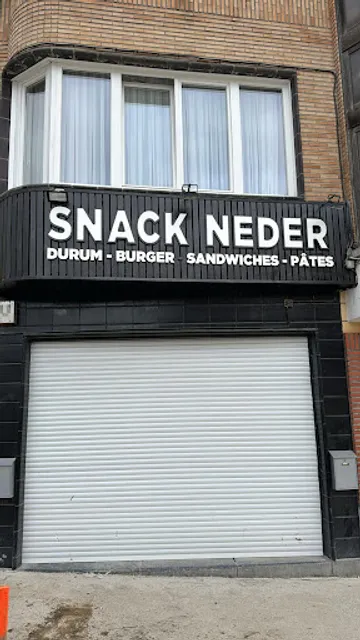 SNACK NEDER
DURUM - BURGER SANDWICHES - PÂTES